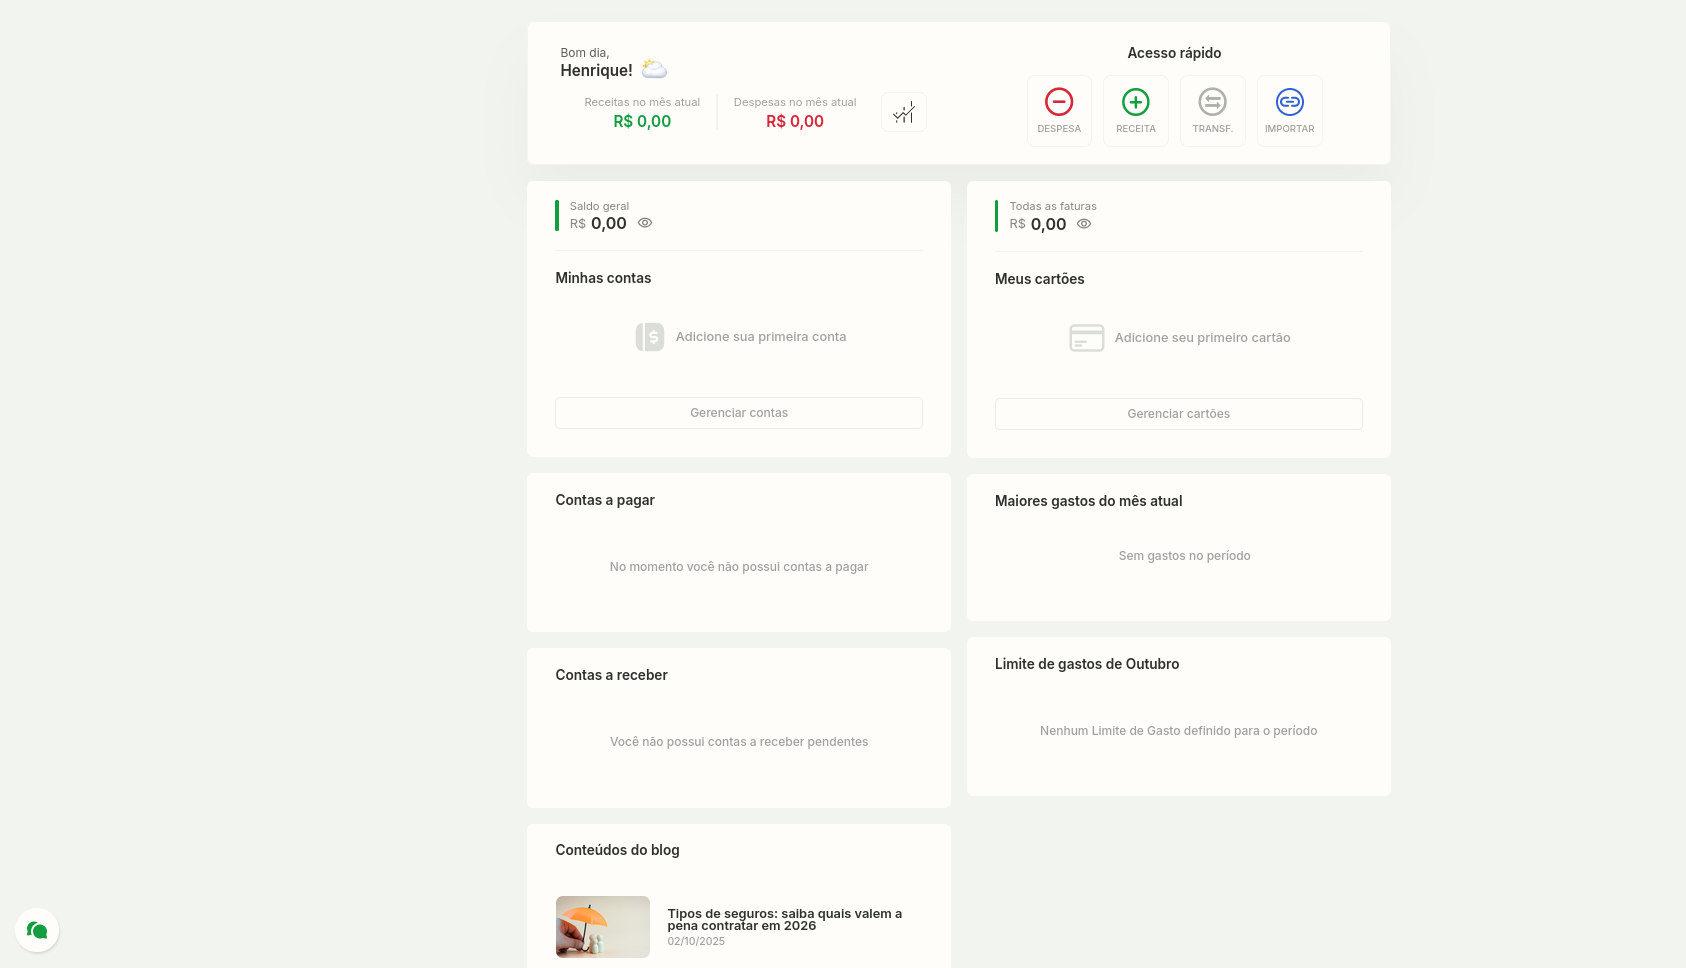 Bom dia,
Henrique!
Receitas no mês atual
R$ 0,00
Despesas no mês atual
R$ 0,00
Acesso rápido
DESPESA
RECEITA
TRANSF.
IMPORTAR
Saldo geral
R$ 0,00
Minhas contas
Adicione sua primeira conta
Gerenciar contas
Todas as faturas
R$ 0,00
Meus cartões
Adicione seu primeiro cartão
Gerenciar cartões
Contas a pagar
No momento você não possui contas a pagar
Maiores gastos do mês atual
Sem gastos no período
Contas a receber
Você não possui contas a receber pendentes
Limite de gastos de Outubro
Nenhum Limite de Gasto definido para o período
Conteúdos do blog
Tipos de seguros: saiba quais valem a
pena contratar em 2026
02/10/2025